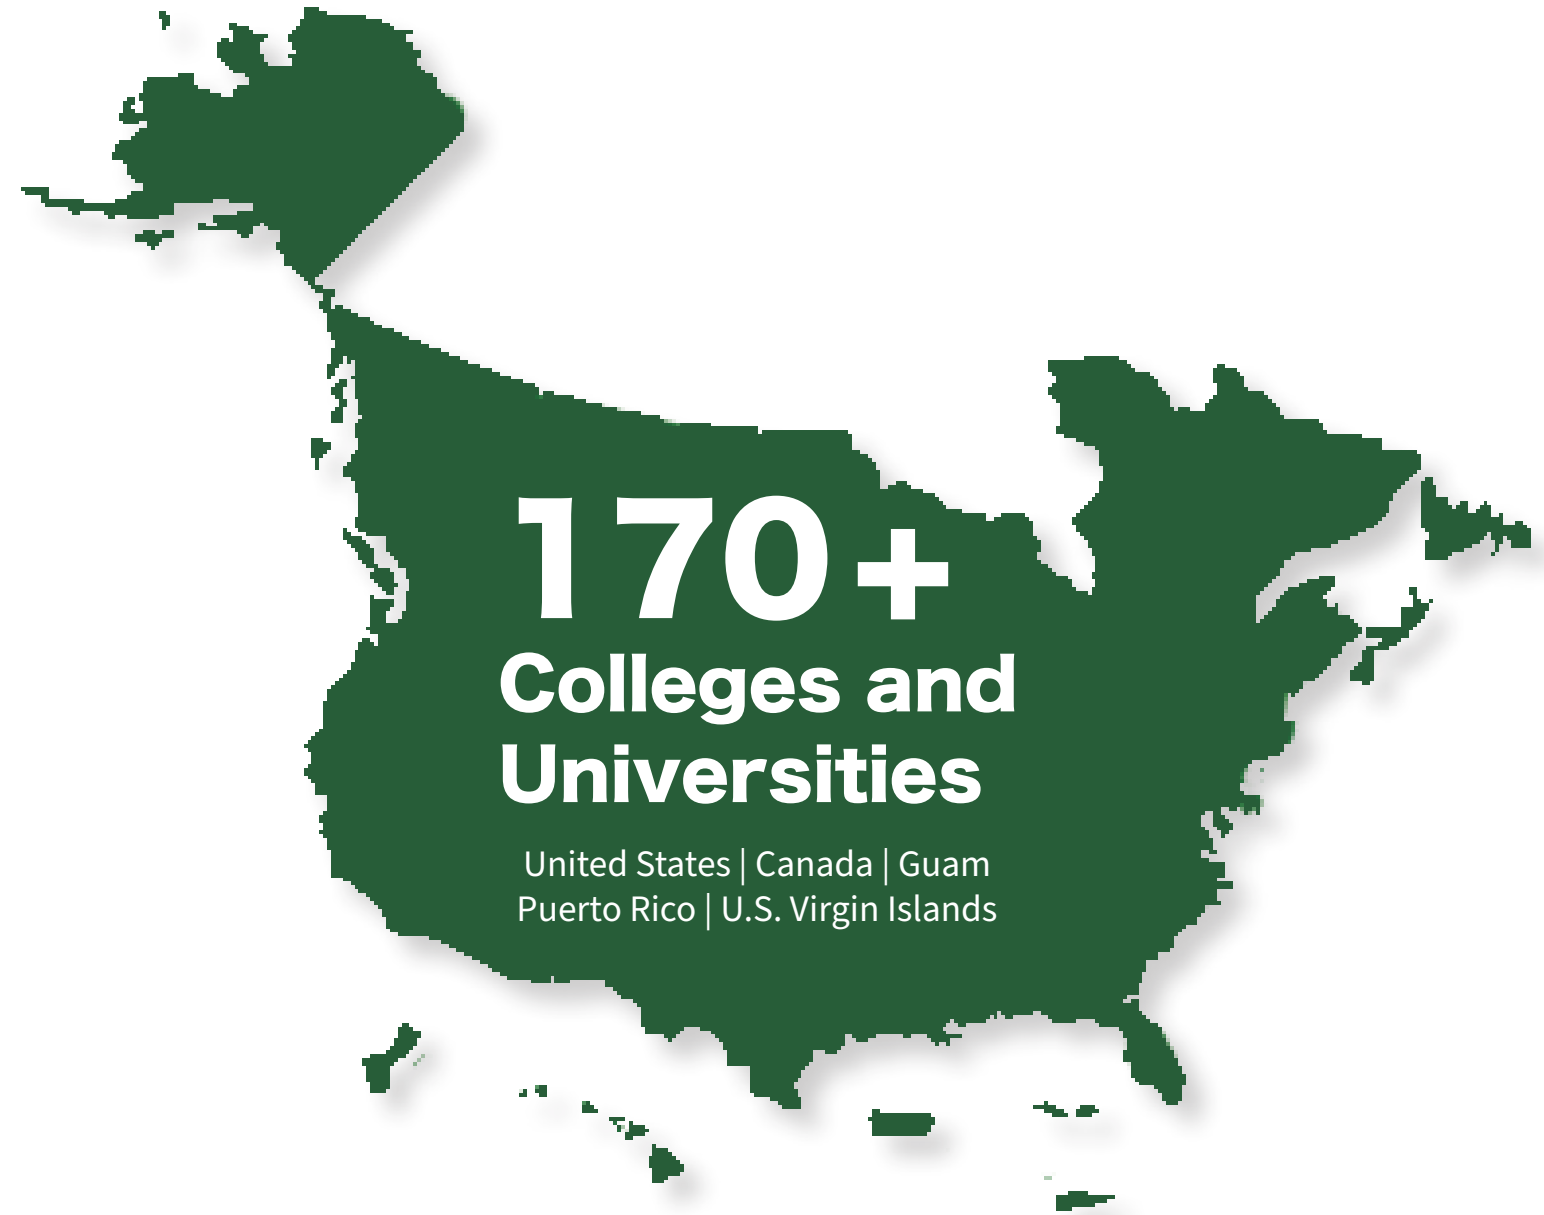 170+
Colleges and
Universities
United States | Canada | Guam
Puerto Rico | U.S. Virgin Islands